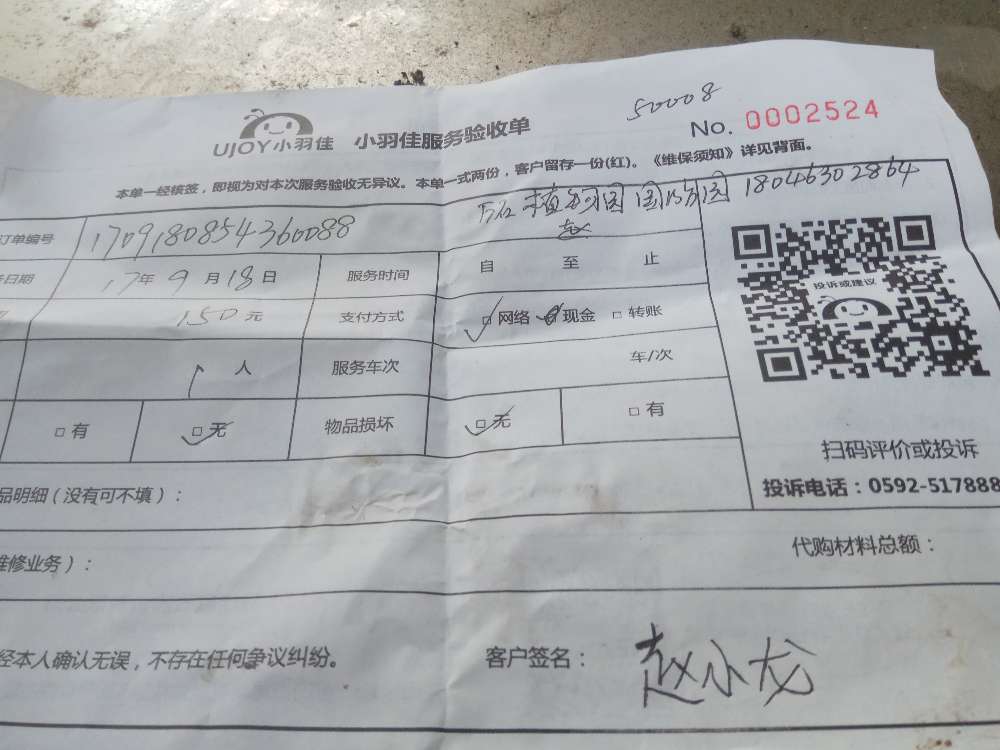 50008
No. 0002524
UJOY小羽佳 小羽佳服务验收单
本单一经核签，即视为对本次服务验收无异议。本单一式两份，客户留存一份(红)。《维保须知》详见背面。
植物园 18046302864
订单编号 1709180854360088
日期 17年9月18日 服务时间 自 至 止
150元 支付方式 □网络 □现金 □转账
1人 服务车次 车/次
□有 □无 物品损坏 □无 □有
投诉或建议
扫码评价或投诉
投诉电话：0592-517888
品明细（没有可不填）：
维修业务）： 代购材料总额：
经本人确认无误，不存在任何争议纠纷。 客户签名： 赵小龙